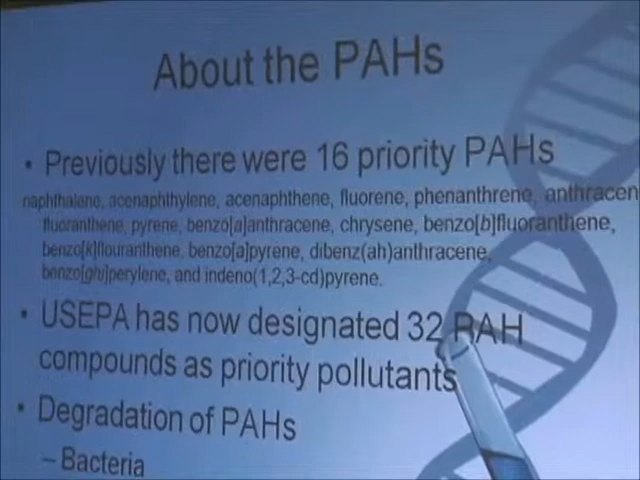 About the PAHs
• Previously there were 16 priority PAHs
naphthalene, acenaphthylene, acenaphthene, fluorene, phenanthrene, anthracen
fluoranthene, pyrene, benzo[a]anthracene, chrysene, benzo[b]fluoranthene,
benzo[k]flouranthene, benzo[a]pyrene, dibenz(ah)anthracene,
benzo[ghi]perylene, and indeno(1,2,3-cd)pyrene.
• USEPA has now designated 32 PAH
compounds as priority pollutants
• Degradation of PAHs
– Bacteria